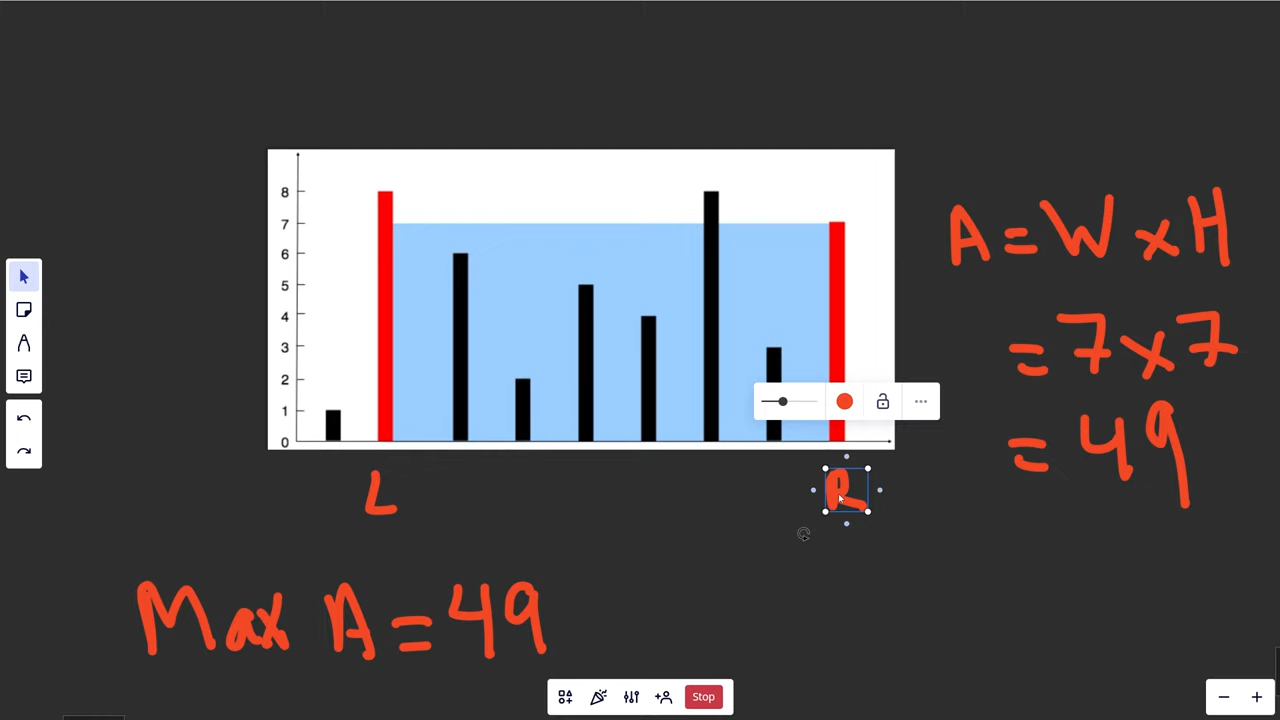 8
7
6
5
4
3
2
1
0
A = W x H
= 7 x 7
= 49
L
R
Max A = 49
Stop